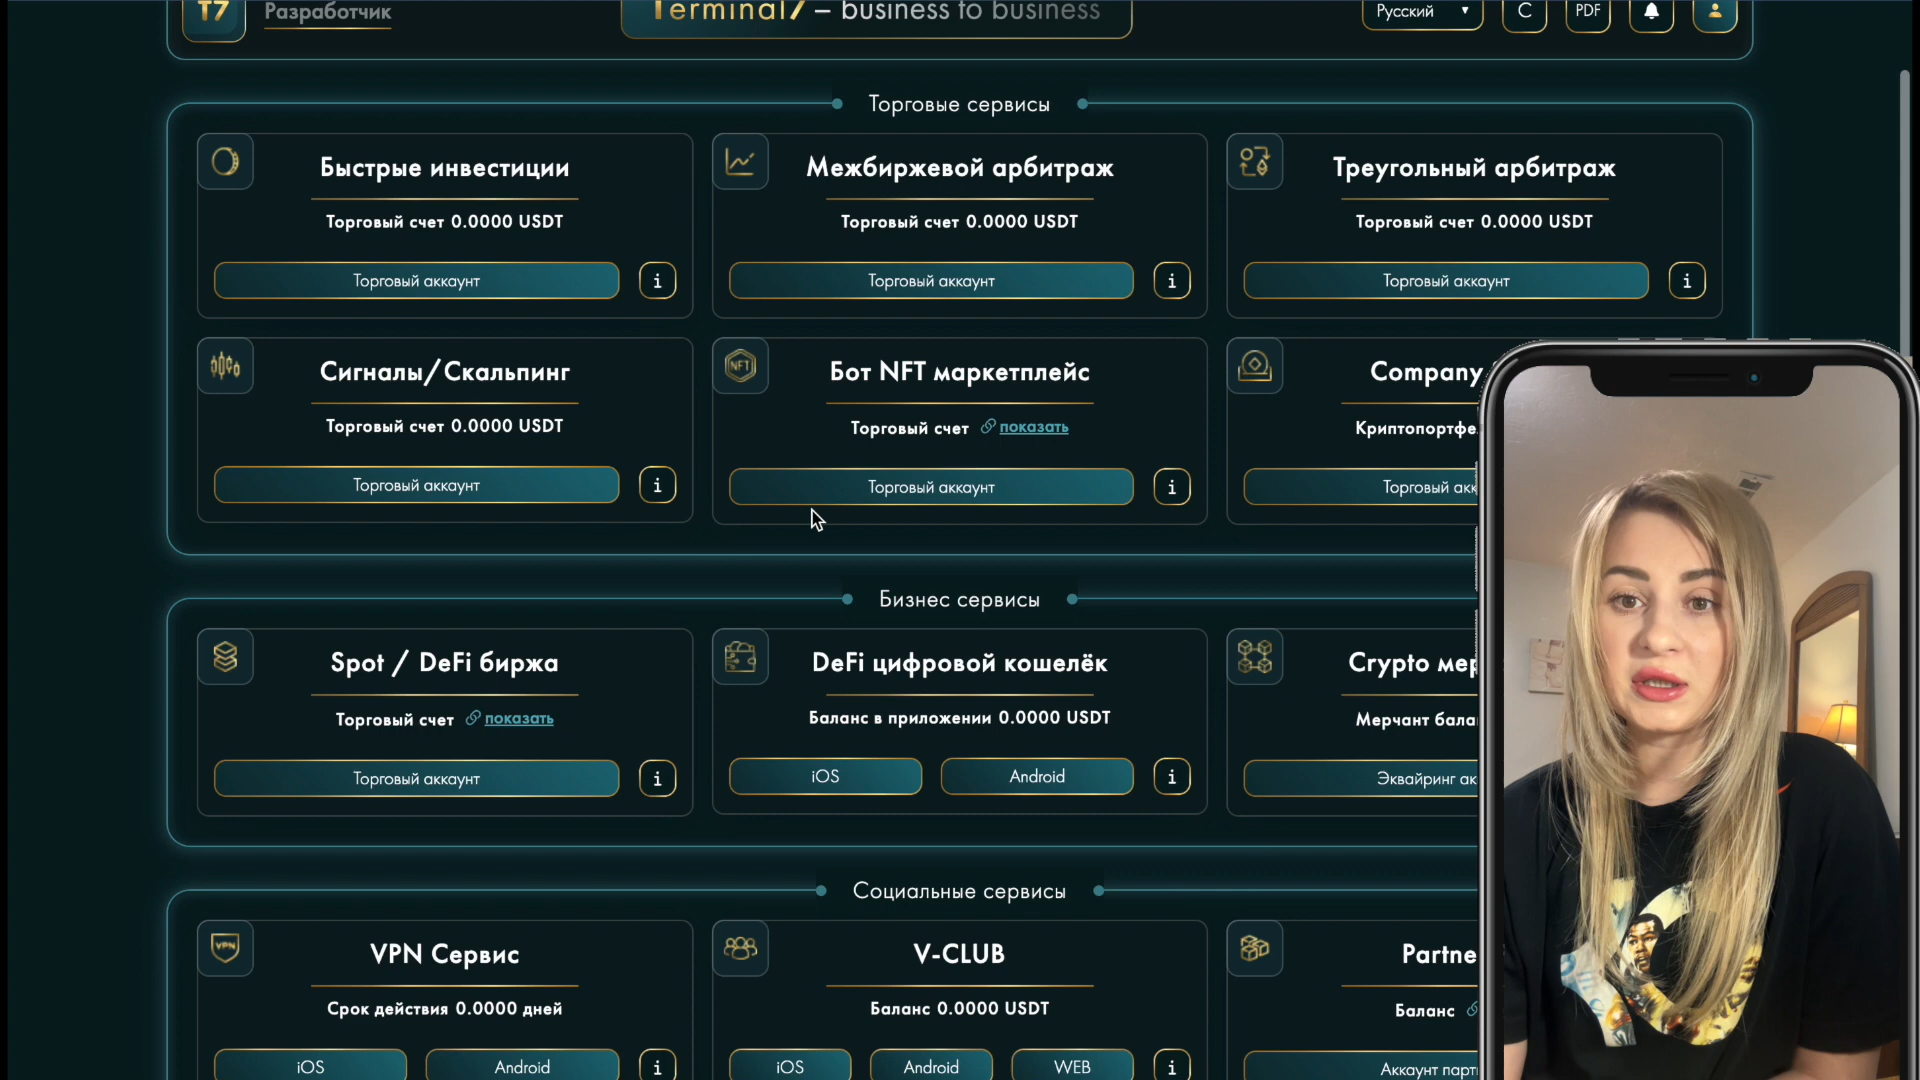 T7
Разработчик
Terminal7 – business to business
Русский
C
PDF
Торговые сервисы
Быстрые инвестиции
Торговый счет 0.0000 USDT
Торговый аккаунт
i
Межбиржевой арбитраж
Торговый счет 0.0000 USDT
Торговый аккаунт
i
Треугольный арбитраж
Торговый счет 0.0000 USDT
Торговый аккаунт
i
Сигналы/Скальпинг
Торговый счет 0.0000 USDT
Торговый аккаунт
i
NFT
Бот NFT маркетплейс
Торговый счет показать
Торговый аккаунт
i
Company
Криптопортфе
Торговый акк
Бизнес сервисы
Spot / DeFi биржа
Торговый счет показать
Торговый аккаунт
i
DeFi цифровой кошелёк
Баланс в приложении 0.0000 USDT
iOS
Android
i
Crypto мер
Мерчант бала
Эквайринг ак
Социальные сервисы
VPN
VPN Сервис
Срок действия 0.0000 дней
iOS
Android
i
V-CLUB
Баланс 0.0000 USDT
iOS
Android
WEB
i
Partne
Баланс
Аккаунт парт